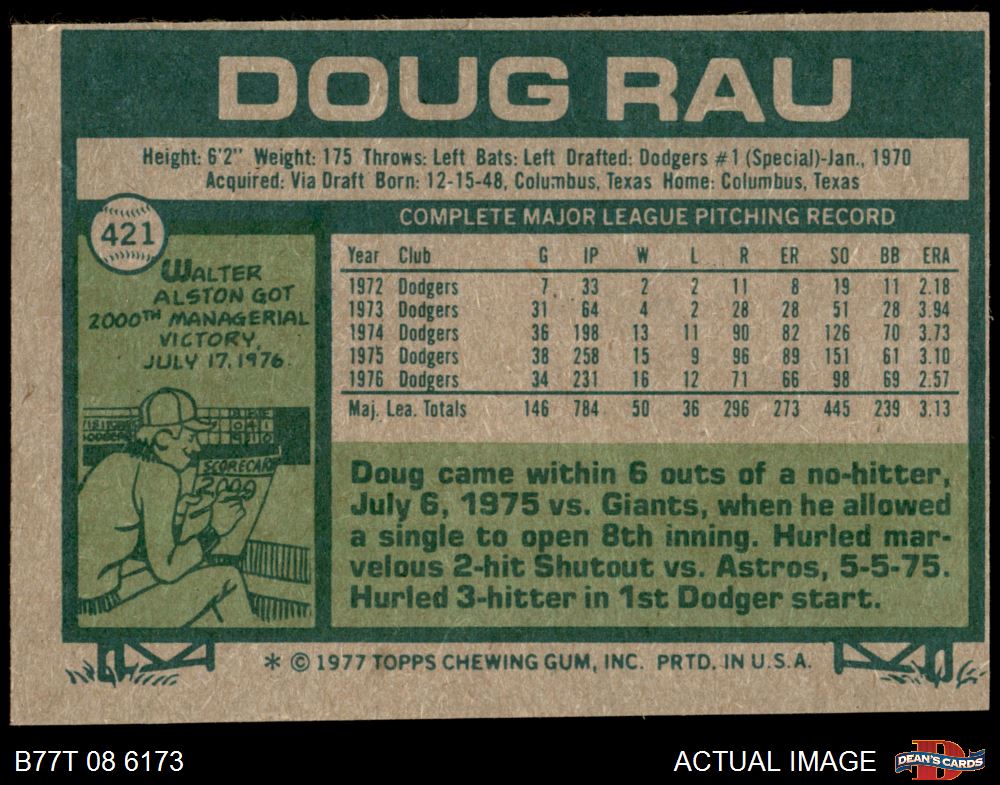 DOUG RAU
Height: 6'2" Weight: 175 Throws: Left Bats: Left Drafted: Dodgers #1 (Special)-Jan., 1970
Acquired: Via Draft Born: 12-15-48, Columbus, Texas Home: Columbus, Texas
421
WALTER
ALSTON GOT
2000TH MANAGERIAL
VICTORY,
JULY 17, 1976.
SCORECARD
2000
COMPLETE MAJOR LEAGUE PITCHING RECORD
Year Club G IP W L R ER SO BB ERA
1972 Dodgers 7 33 2 2 11 8 19 11 2.18
1973 Dodgers 31 64 4 2 28 28 51 28 3.94
1974 Dodgers 36 198 13 11 90 82 126 70 3.73
1975 Dodgers 38 258 15 9 96 89 151 61 3.10
1976 Dodgers 34 231 16 12 71 66 98 69 2.57
Maj. Lea. Totals 146 784 50 36 296 273 445 239 3.13
Doug came within 6 outs of a no-hitter,
July 6, 1975 vs. Giants, when he allowed
a single to open 8th inning. Hurled mar-
velous 2-hit Shutout vs. Astros, 5-5-75.
Hurled 3-hitter in 1st Dodger start.
* © 1977 TOPPS CHEWING GUM, INC. PRTD. IN U.S.A.
B77T 08 6173
ACTUAL IMAGE
DEAN'S CARDS